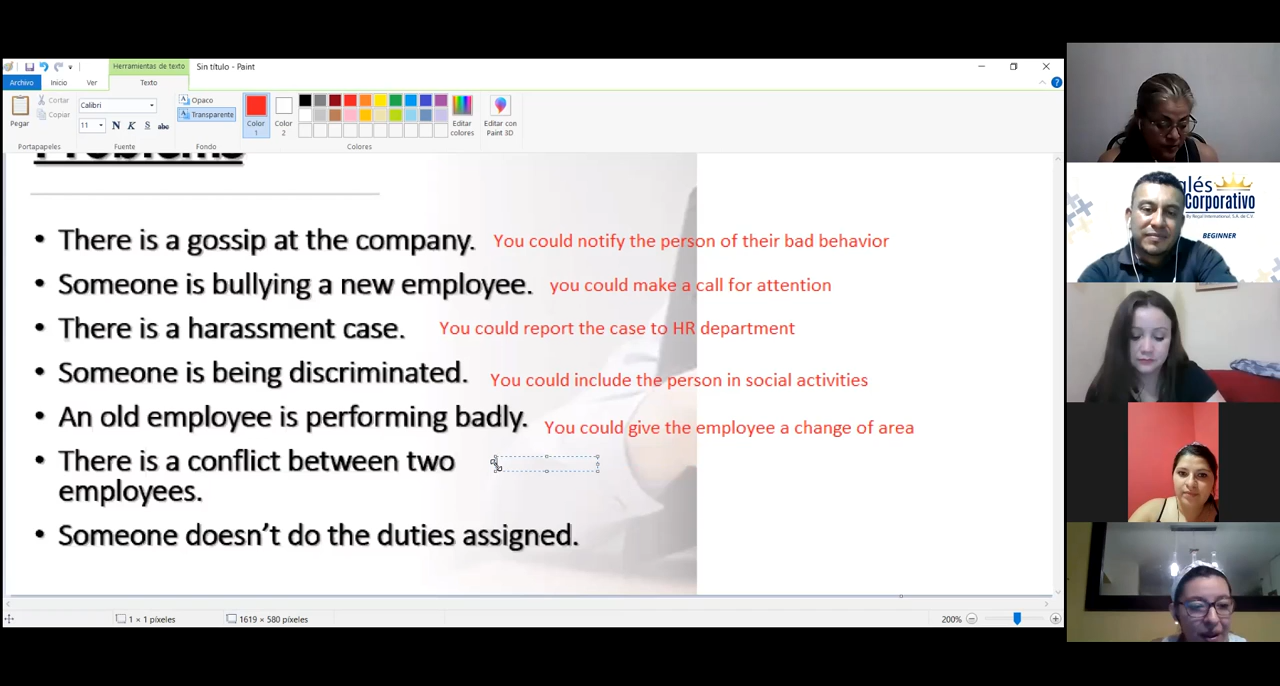 Herramientas de texto
Sin título - Paint
Archivo
Inicio
Ver
Texto
Pegar
Cortar
Copiar
Portapapeles
Calibri
11
N K S abc
Fuente
Opaco
Transparente
Fondo
Color 1
Color 2
Editar colores
Editar con Paint 3D
Colores
Problems
• There is a gossip at the company. You could notify the person of their bad behavior
• Someone is bullying a new employee. you could make a call for attention
• There is a harassment case. You could report the case to HR department
• Someone is being discriminated. You could include the person in social activities
• An old employee is performing badly. You could give the employee a change of area
• There is a conflict between two
employees.
• Someone doesn’t do the duties assigned.
1 × 1 píxeles
1619 × 580 píxeles
200%
glés
Corporativo
By Regal International, S.A. de C.V.
BEGINNER